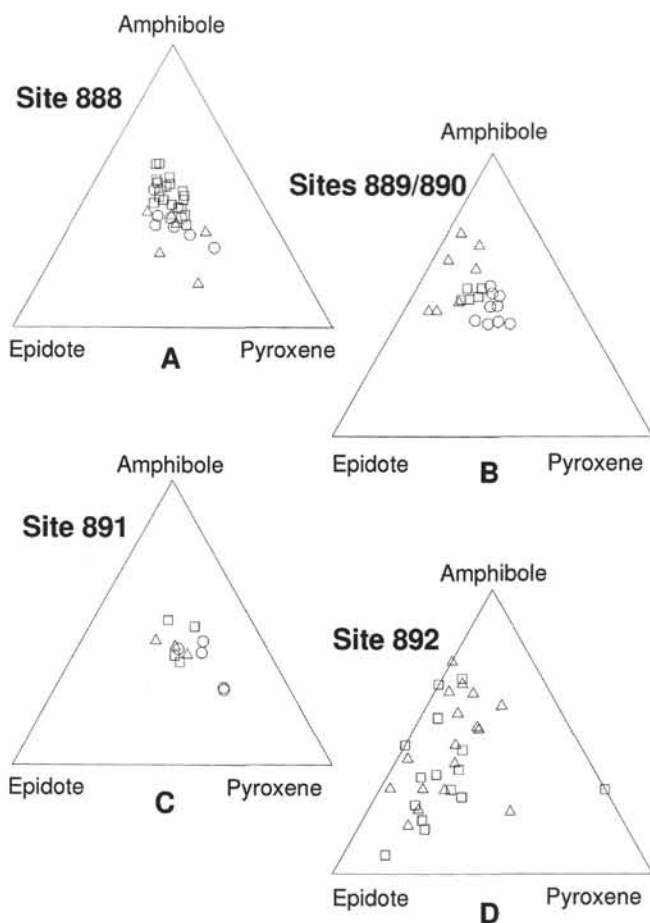 Amphibole
Site 888
Epidote
Pyroxene
A
Amphibole
Sites 889/890
Epidote
Pyroxene
B
Amphibole
Site 891
Epidote
Pyroxene
C
Amphibole
Site 892
Epidote
Pyroxene
D